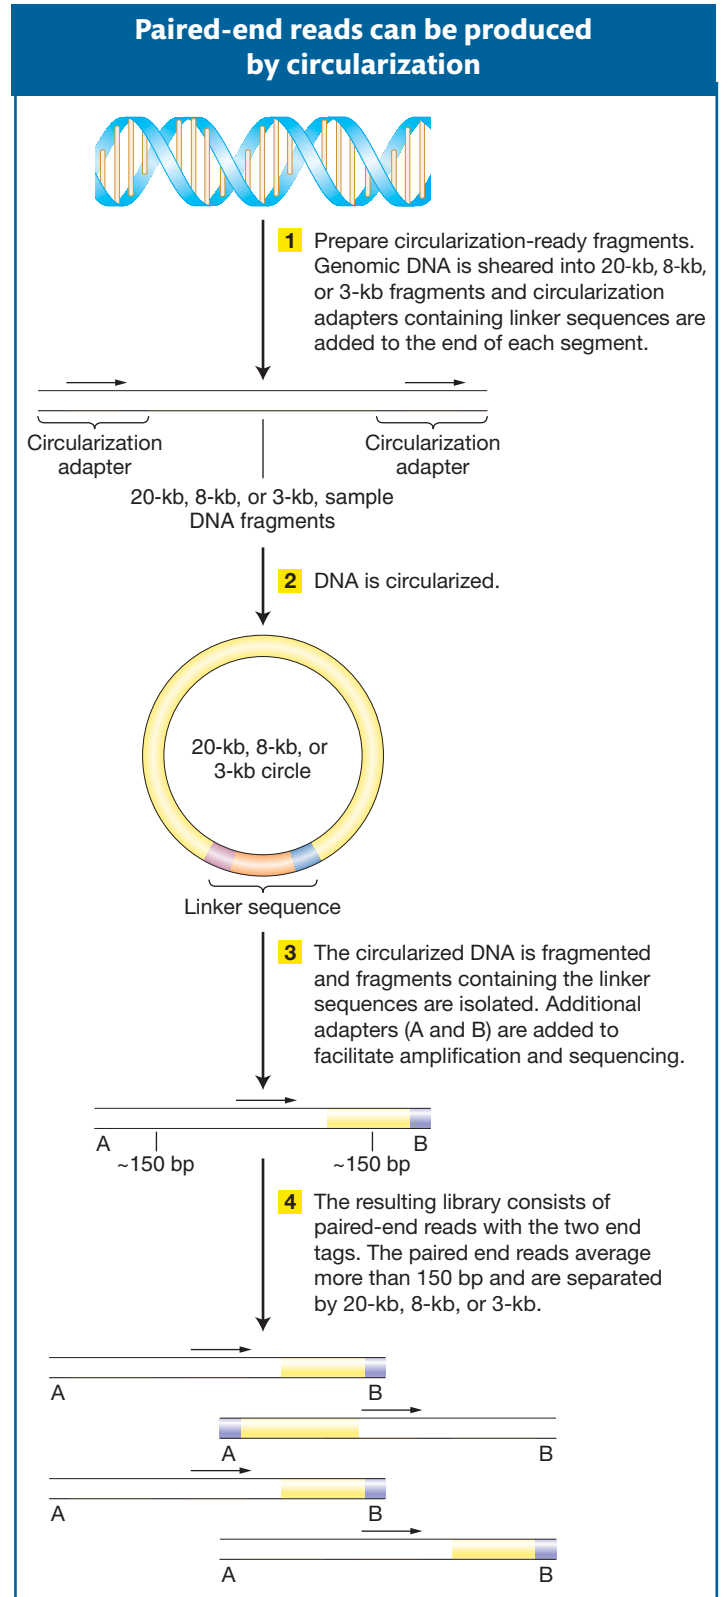 Paired-end reads can be produced
by circularization
1 Prepare circularization-ready fragments.
Genomic DNA is sheared into 20-kb, 8-kb,
or 3-kb fragments and circularization
adapters containing linker sequences are
added to the end of each segment.
Circularization
adapter
Circularization
adapter
20-kb, 8-kb, or 3-kb, sample
DNA fragments
2 DNA is circularized.
20-kb, 8-kb, or
3-kb circle
Linker sequence
3 The circularized DNA is fragmented
and fragments containing the linker
sequences are isolated. Additional
adapters (A and B) are added to
facilitate amplification and sequencing.
A B
~150 bp ~150 bp
4 The resulting library consists of
paired-end reads with the two end
tags. The paired end reads average
more than 150 bp and are separated
by 20-kb, 8-kb, or 3-kb.
A B
A B
A B
A B